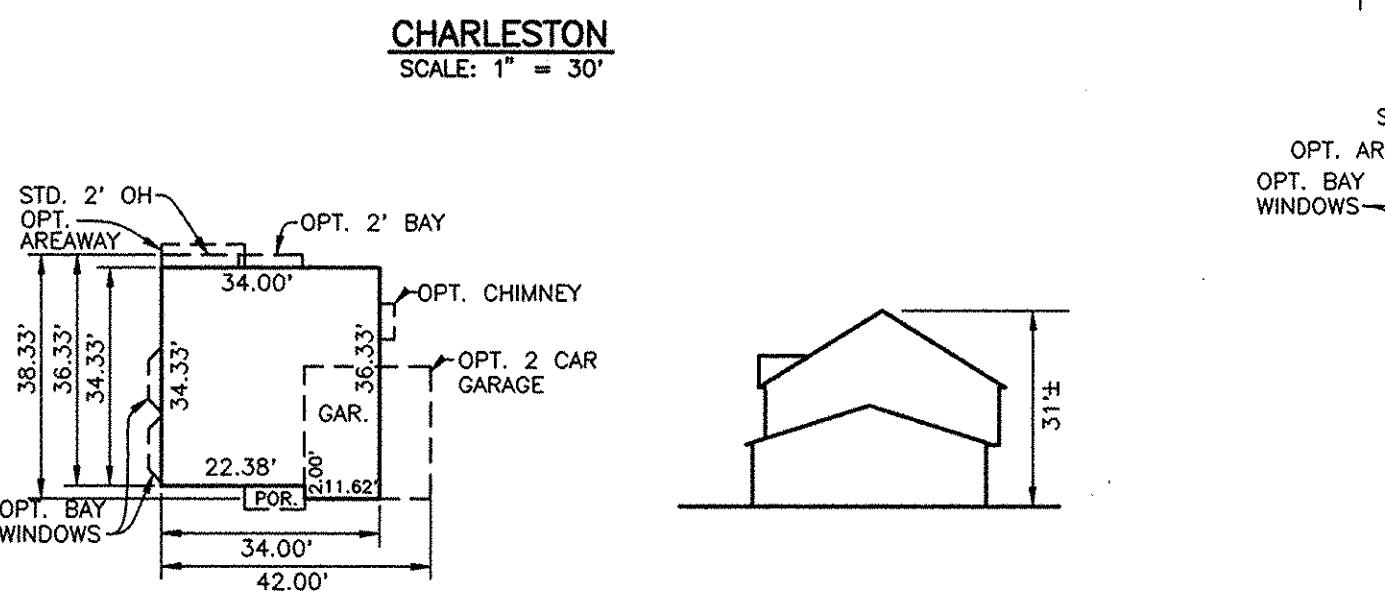 CHARLESTON
SCALE: 1" = 30'
STD. 2' OH
OPT.
AREAWAY
OPT. 2' BAY
34.00'
OPT. CHIMNEY
38.33'
36.33'
34.33'
34.33'
36.33'
OPT. 2 CAR
GARAGE
GAR.
22.38'
2.00'
11.62'
POR.
OPT. BAY
WINDOWS
34.00'
42.00'
31'±
OPT. AR
OPT. BAY
WINDOWS